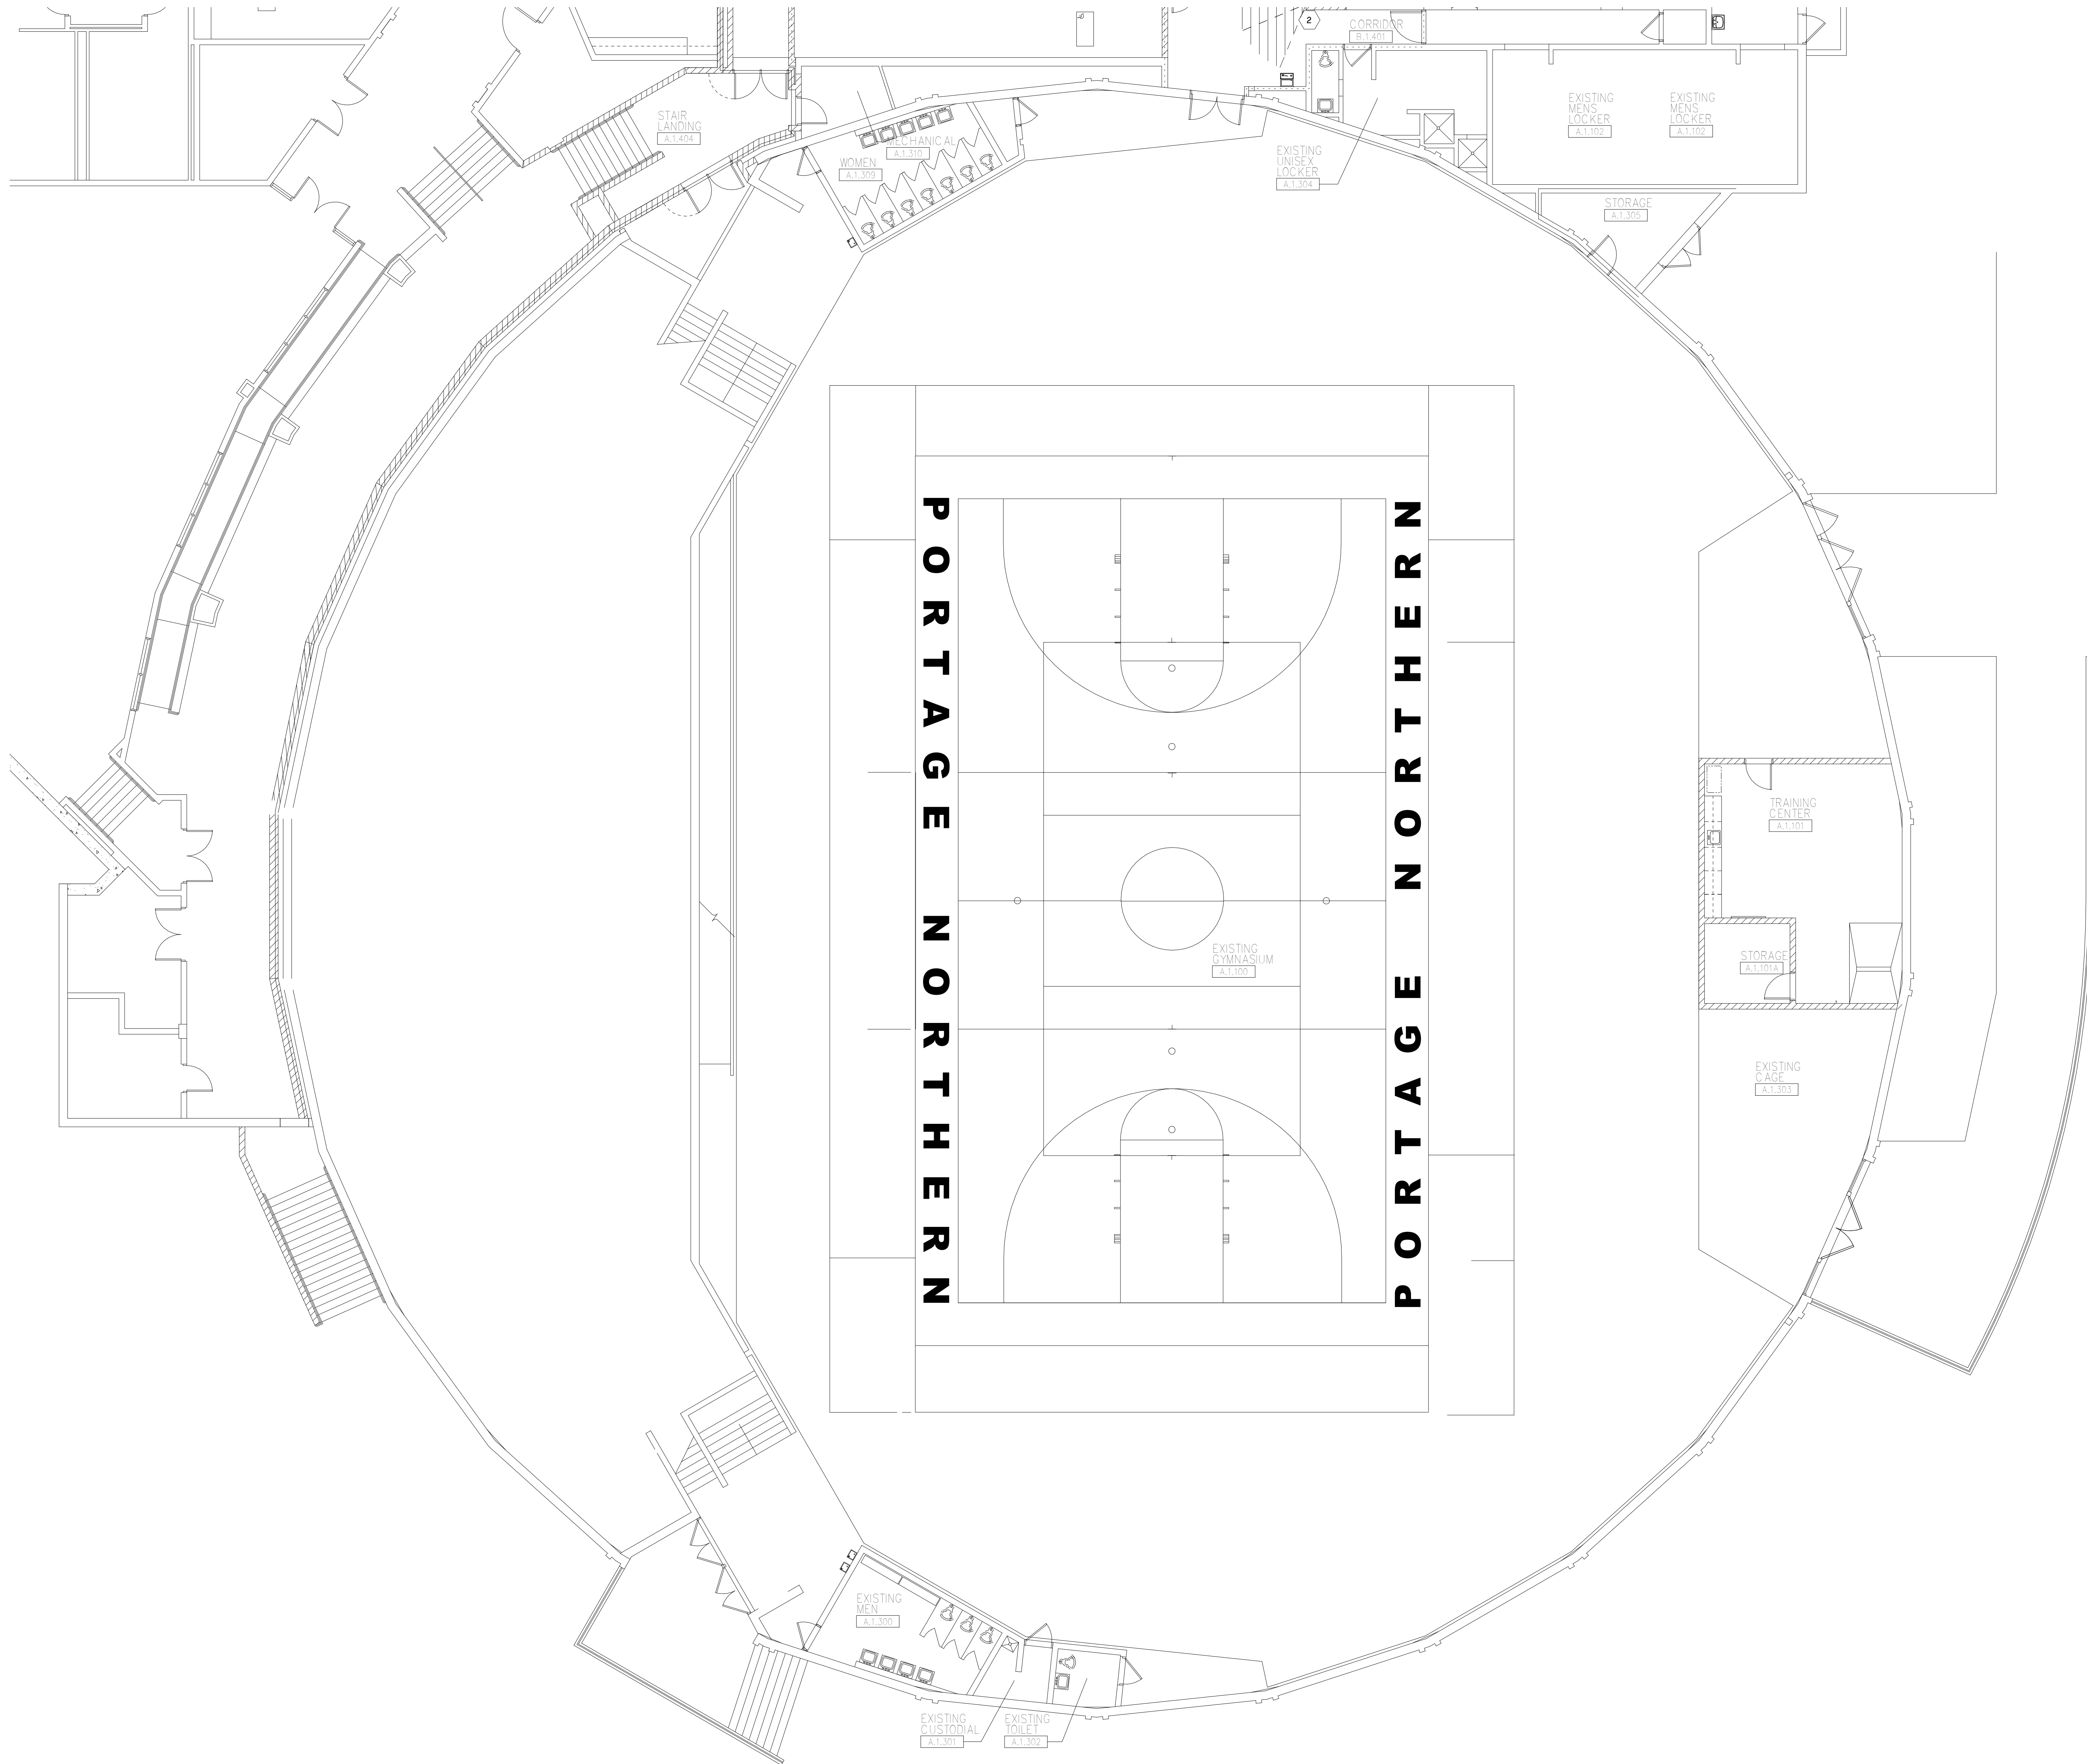 2
CORRIDOR
B.1.401
STAIR
LANDING
A.1.404
MECHANICAL
A.1.310
WOMEN
A.1.309
EXISTING
UNISEX
LOCKER
A.1.304
EXISTING
MENS
LOCKER
A.1.102
EXISTING
MENS
LOCKER
A.1.102
STORAGE
A.1.305
PORTAGE NORTHERN
PORTAGE NORTHERN
TRAINING
CENTER
A.1.101
EXISTING
GYMNASIUM
A.1.100
STORAGE
A.1.101A
EXISTING
CAGE
A.1.303
EXISTING
MEN
A.1.300
EXISTING
CUSTODIAL
A.1.301
EXISTING
TOILET
A.1.302